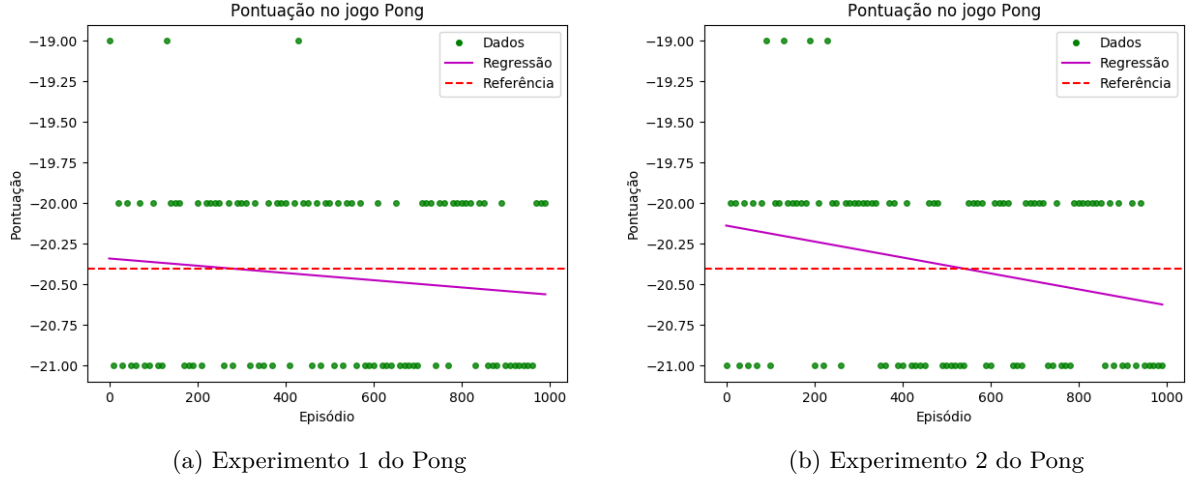 Pontuação no jogo Pong
−19.00
−19.25
−19.50
−19.75
−20.00
−20.25
−20.50
−20.75
−21.00
Pontuação
0 200 400 600 800 1000
Episódio
Dados
Regressão
Referência
(a) Experimento 1 do Pong
Pontuação no jogo Pong
−19.00
−19.25
−19.50
−19.75
−20.00
−20.25
−20.50
−20.75
−21.00
Pontuação
0 200 400 600 800 1000
Episódio
Dados
Regressão
Referência
(b) Experimento 2 do Pong